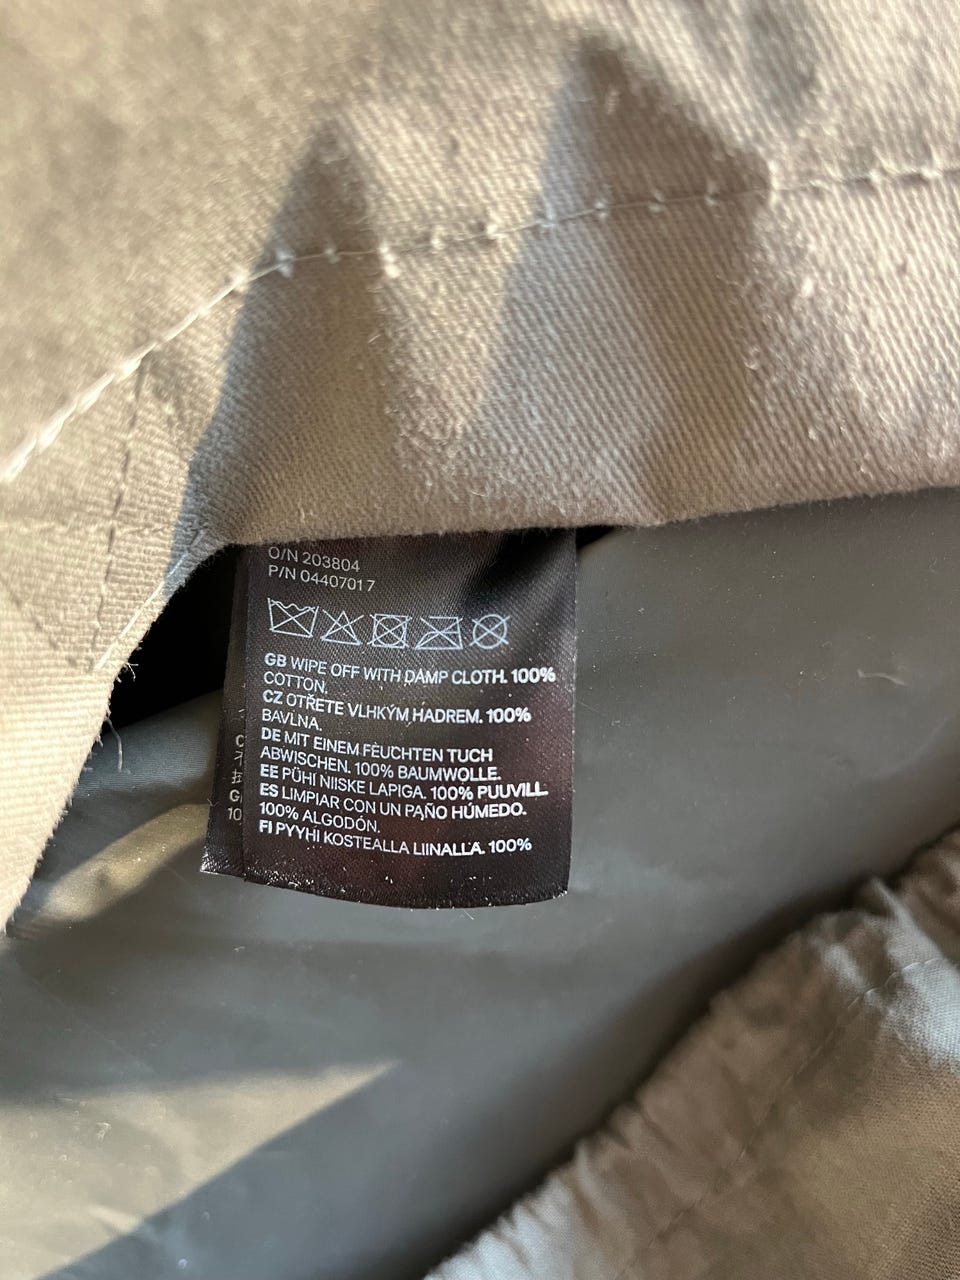 O/N 203804
P/N 04407017
GB WIPE OFF WITH DAMP CLOTH. 100%
COTTON.
CZ OTŘETE VLHKÝM HADREM. 100%
BAVLNA.
DE MIT EINEM FEUCHTEN TUCH
ABWISCHEN. 100% BAUMWOLLE.
EE PÜHI NIISKE LAPIGA. 100% PUUVILL.
ES LIMPIAR CON UN PAÑO HÚMEDO.
100% ALGODÓN.
FI PYYHI KOSTEALLA LIINALLA. 100%